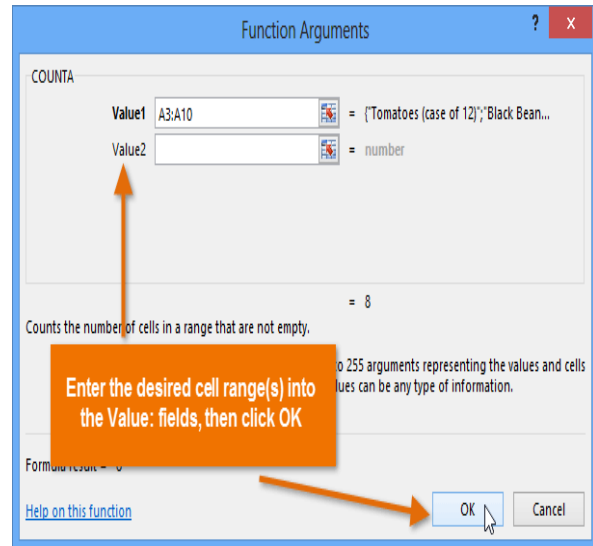 Function Arguments ? X
COUNTA
Value1 A3:A10 = {"Tomatoes (case of 12)";"Black Bean...
Value2 = number
= 8
Counts the number of cells in a range that are not empty.
o 255 arguments representing the values and cells
lues can be any type of information.
Enter the desired cell range(s) into
the Value: fields, then click OK
Formula result =
Help on this function
OK Cancel